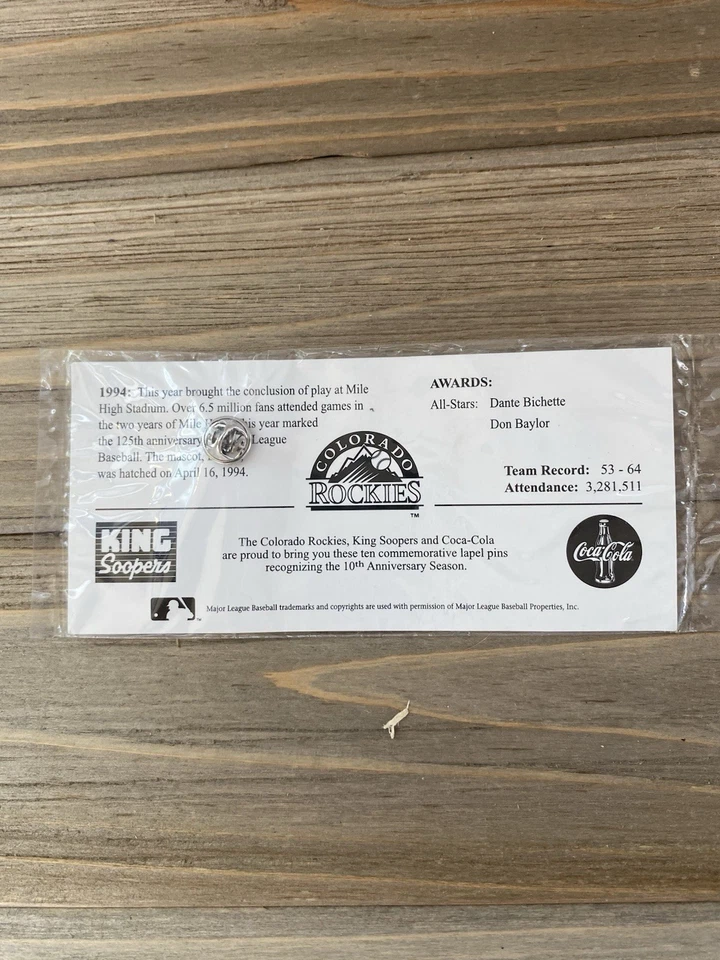 1994: This year brought the conclusion of play at Mile
High Stadium. Over 6.5 million fans attended games in
the two years of Mile this year marked
the 125th anniversary League
Baseball. The mascot,
was hatched on April 16, 1994.
AWARDS:
All-Stars: Dante Bichette
Don Baylor
COLORADO
ROCKIES
TM
Team Record: 53 - 64
Attendance: 3,281,511
KING
Soopers
The Colorado Rockies, King Soopers and Coca-Cola
are proud to bring you these ten commemorative lapel pins
recognizing the 10th Anniversary Season.
Coca-Cola
Major League Baseball trademarks and copyrights are used with permission of Major League Baseball Properties, Inc.